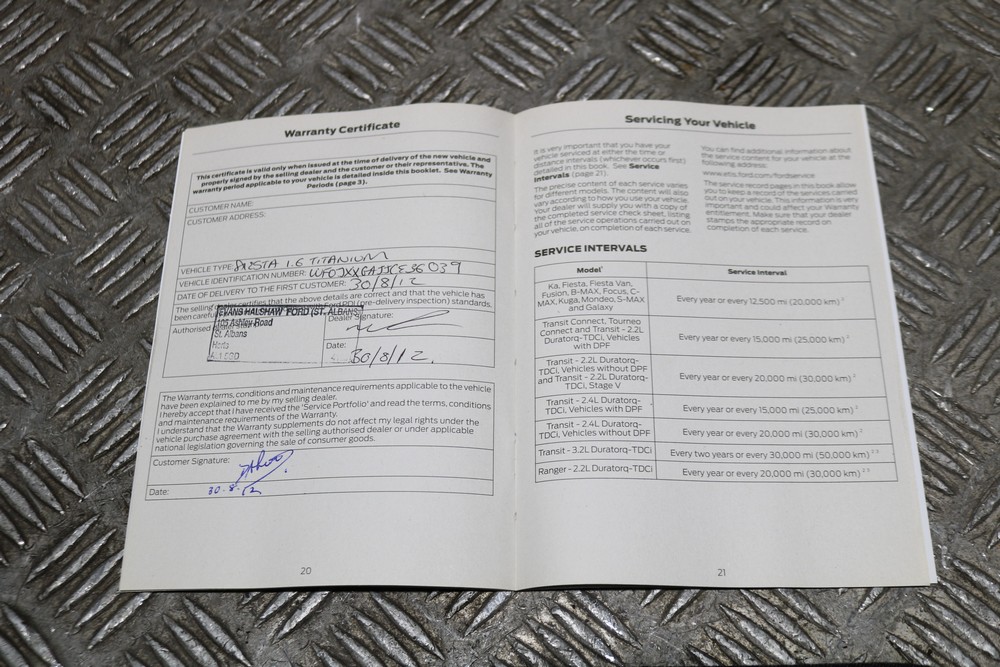 Warranty Certificate
This certificate is valid only when issued at the time of delivery of the new vehicle and
properly signed by the selling dealer and the customer or their representative. The
warranty period applicable to your vehicle is detailed inside this booklet. See Warranty
Periods (page 3).
CUSTOMER NAME:
CUSTOMER ADDRESS:
VEHICLE TYPE: FIESTA 1.6 TITANIUM
VEHICLE IDENTIFICATION NUMBER:
DATE OF DELIVERY TO THE FIRST CUSTOMER: 30/8/12
The selling dealer certifies that the above details are correct and that the vehicle has
been carefully Ford PDI (pre-delivery inspection) standards.
EVANS HALSHAW FORD (ST. ALBANS)
Ashley Road
St. Albans
Herts
Authorised
Dealer Signature:
Date:
30/8/12.
The Warranty terms, conditions and maintenance requirements applicable to the vehicle
have been explained to me by my selling dealer.
I hereby accept that I have received the 'Service Portfolio' and read the terms, conditions
and maintenance requirements of the Warranty.
I understand that the Warranty supplements do not affect my legal rights under the
vehicle purchase agreement with the selling authorised dealer or under applicable
national legislation governing the sale of consumer goods.
Customer Signature:
Date: 30.8.12
20
Servicing Your Vehicle
It is very important that you have your
vehicle serviced at either the time or
distance intervals (whichever occurs first)
detailed in this book. See Service
Intervals (page 21).
The precise content of each service varies
for different models. The content will also
vary according to how you use your vehicle.
Your dealer will supply you with a copy of
the completed service check sheet, listing
all of the service operations carried out on
your vehicle, on completion of each service.
You can find additional information about
the service content for your vehicle at the
following address:
www.etis.ford.com/fordservice
The service record pages in this book allow
you to keep a record of the services carried
out on your vehicle. This information is very
important and could affect your Warranty
entitlement. Make sure that your dealer
stamps the appropriate record on
completion of each service.
SERVICE INTERVALS
Model¹ Service Interval
Ka, Fiesta, Fiesta Van,
Fusion, B-MAX, Focus, C-
MAX, Kuga, Mondeo, S-MAX
and Galaxy
Every year or every 12,500 mi (20,000 km) ²
Transit Connect, Tourneo
Connect and Transit - 2.2L
Duratorq-TDCi, Vehicles
with DPF
Every year or every 15,000 mi (25,000 km) ²
Transit - 2.2L Duratorq-
TDCi, Vehicles without DPF
and Transit - 2.2L Duratorq-
TDCi, Stage V
Every year or every 20,000 mi (30,000 km) ²
Transit - 2.4L Duratorq-
TDCi, Vehicles with DPF
Every year or every 15,000 mi (25,000 km) ²
Transit - 2.4L Duratorq-
TDCi, Vehicles without DPF
Every year or every 20,000 mi (30,000 km) ²
Transit - 3.2L Duratorq-TDCi Every two years or every 30,000 mi (50,000 km) ² ³
Ranger - 2.2L Duratorq-TDCi Every year or every 20,000 mi (30,000 km) ² ³
21